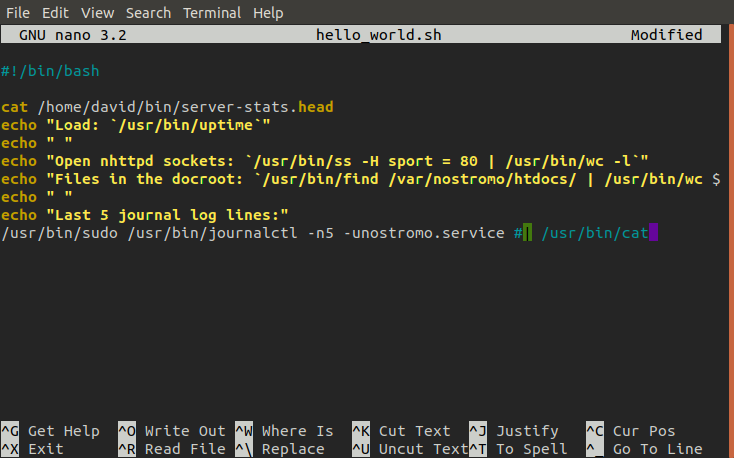 File Edit View Search Terminal Help
GNU nano 3.2 hello_world.sh Modified
#!/bin/bash
cat /home/david/bin/server-stats.head
echo "Load: `/usr/bin/uptime`"
echo " "
echo "Open nhttpd sockets: `/usr/bin/ss -H sport = 80 | /usr/bin/wc -l`"
echo "Files in the docroot: `/usr/bin/find /var/nostromo/htdocs/ | /usr/bin/wc $
echo " "
echo "Last 5 journal log lines:"
/usr/bin/sudo /usr/bin/journalctl -n5 -unostromo.service #| /usr/bin/cat
^G Get Help ^O Write Out ^W Where Is ^K Cut Text ^J Justify ^C Cur Pos
^X Exit ^R Read File ^\ Replace ^U Uncut Text ^T To Spell ^_ Go To Line